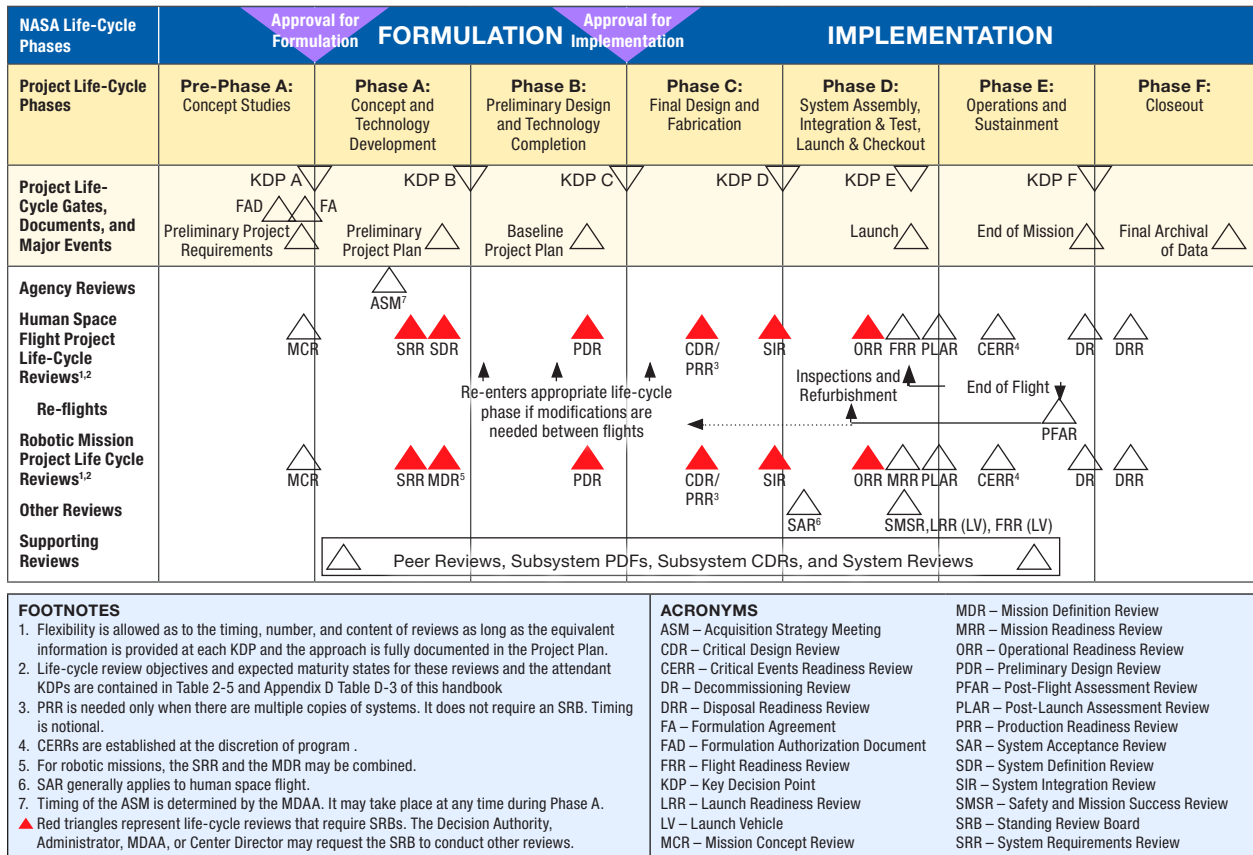 NASA Life-Cycle
Phases
Approval for
Formulation
FORMULATION
Approval for
Implementation
IMPLEMENTATION
Project Life-Cycle
Phases
Pre-Phase A:
Concept Studies
Phase A:
Concept and
Technology
Development
Phase B:
Preliminary Design
and Technology
Completion
Phase C:
Final Design and
Fabrication
Phase D:
System Assembly,
Integration & Test,
Launch & Checkout
Phase E:
Operations and
Sustainment
Phase F:
Closeout
Project Life-
Cycle Gates,
Documents, and
Major Events
KDP A
KDP B
KDP C
KDP D
KDP E
KDP F
FAD
FA
Preliminary Project
Requirements
Preliminary
Project Plan
Baseline
Project Plan
Launch
End of Mission
Final Archival
of Data
Agency Reviews
ASM7
Human Space
Flight Project
Life-Cycle
Reviews1,2
MCR
SRR
SDR
PDR
CDR/
PRR3
SIR
ORR
FRR
PLAR
CERR4
DR
DRR
Re-flights
Re-enters appropriate life-cycle
phase if modifications are
needed between flights
Inspections and
Refurbishment
End of Flight
PFAR
Robotic Mission
Project Life Cycle
Reviews1,2
MCR
SRR
MDR5
PDR
CDR/
PRR3
SIR
ORR
MRR
PLAR
CERR4
DR
DRR
Other Reviews
SAR6
SMSR,LRR (LV), FRR (LV)
Supporting
Reviews
Peer Reviews, Subsystem PDFs, Subsystem CDRs, and System Reviews
FOOTNOTES
1. Flexibility is allowed as to the timing, number, and content of reviews as long as the equivalent
information is provided at each KDP and the approach is fully documented in the Project Plan.
2. Life-cycle review objectives and expected maturity states for these reviews and the attendant
KDPs are contained in Table 2-5 and Appendix D Table D-3 of this handbook
3. PRR is needed only when there are multiple copies of systems. It does not require an SRB. Timing
is notional.
4. CERRs are established at the discretion of program .
5. For robotic missions, the SRR and the MDR may be combined.
6. SAR generally applies to human space flight.
7. Timing of the ASM is determined by the MDAA. It may take place at any time during Phase A.
Red triangles represent life-cycle reviews that require SRBs. The Decision Authority,
Administrator, MDAA, or Center Director may request the SRB to conduct other reviews.
ACRONYMS
ASM – Acquisition Strategy Meeting
CDR – Critical Design Review
CERR – Critical Events Readiness Review
DR – Decommissioning Review
DRR – Disposal Readiness Review
FA – Formulation Agreement
FAD – Formulation Authorization Document
FRR – Flight Readiness Review
KDP – Key Decision Point
LRR – Launch Readiness Review
LV – Launch Vehicle
MCR – Mission Concept Review
MDR – Mission Definition Review
MRR – Mission Readiness Review
ORR – Operational Readiness Review
PDR – Preliminary Design Review
PFAR – Post-Flight Assessment Review
PLAR – Post-Launch Assessment Review
PRR – Production Readiness Review
SAR – System Acceptance Review
SDR – System Definition Review
SIR – System Integration Review
SMSR – Safety and Mission Success Review
SRB – Standing Review Board
SRR – System Requirements Review